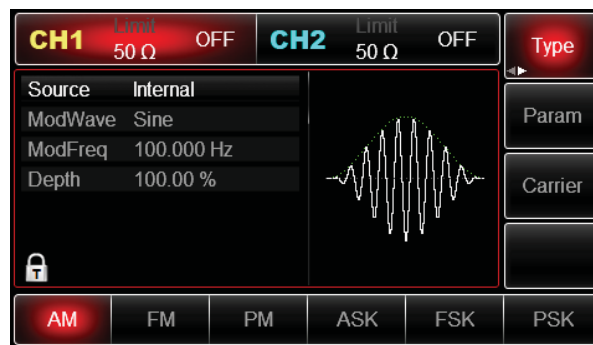 CH1 Limit 50 Ω OFF CH2 Limit 50 Ω OFF Type
Source Internal
ModWave Sine
ModFreq 100.000 Hz
Depth 100.00 %
Param
Carrier
T
AM FM PM ASK FSK PSK